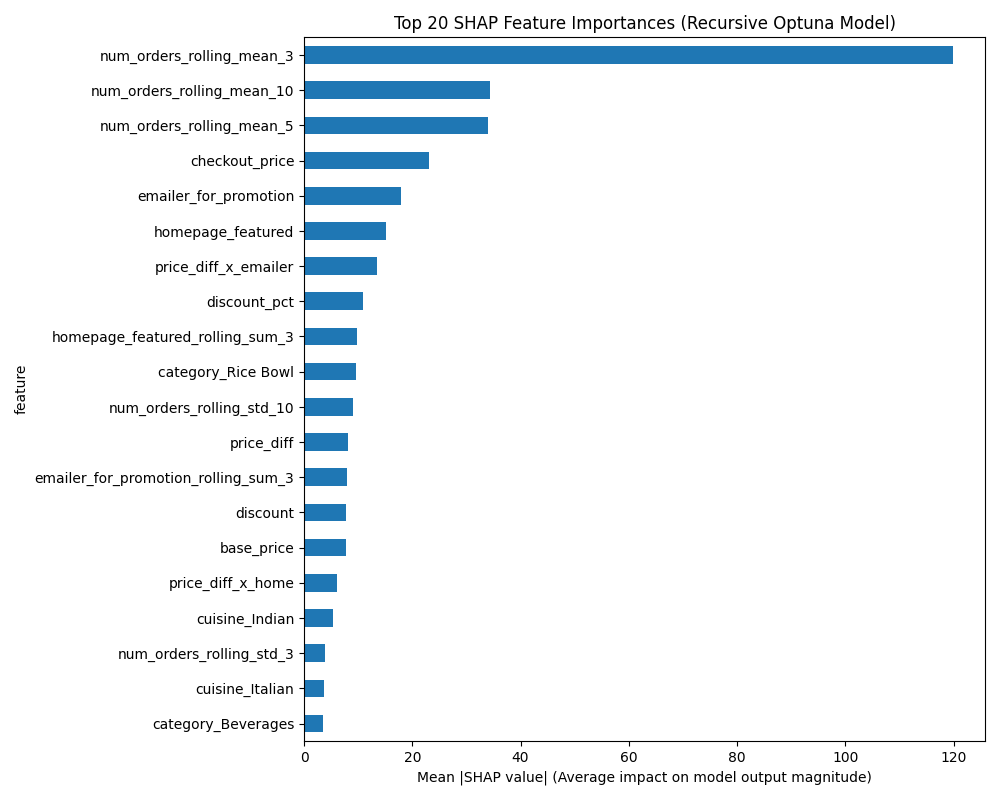 Top 20 SHAP Feature Importances (Recursive Optuna Model)
num_orders_rolling_mean_3
num_orders_rolling_mean_10
num_orders_rolling_mean_5
checkout_price
emailer_for_promotion
homepage_featured
price_diff_x_emailer
discount_pct
homepage_featured_rolling_sum_3
category_Rice Bowl
num_orders_rolling_std_10
price_diff
emailer_for_promotion_rolling_sum_3
discount
base_price
price_diff_x_home
cuisine_Indian
num_orders_rolling_std_3
cuisine_Italian
category_Beverages
feature
0 20 40 60 80 100 120
Mean |SHAP value| (Average impact on model output magnitude)